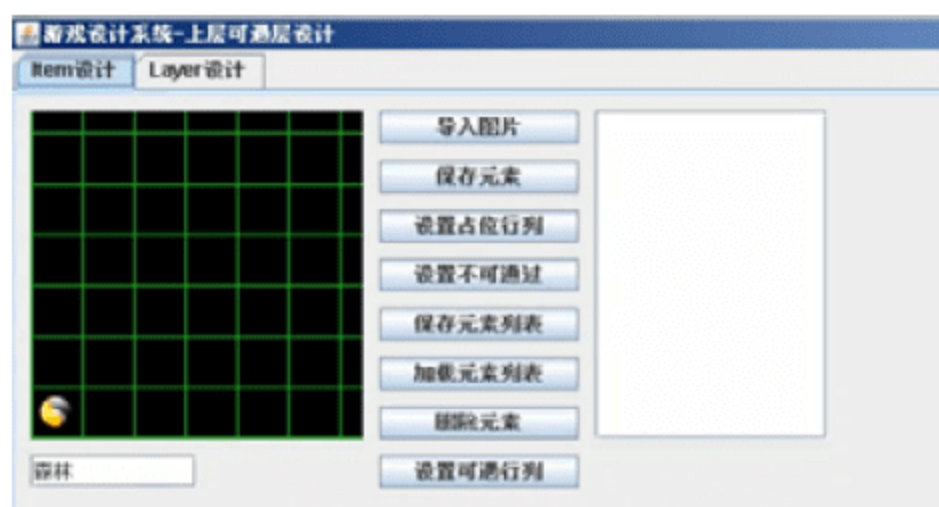 游戏设计系统-上层可遇层设计
Item设计 Layer设计
导入图片
保存元素
设置占位行列
设置不可通过
保存元素列表
加载元素列表
删除元素
森林
设置可遇行列